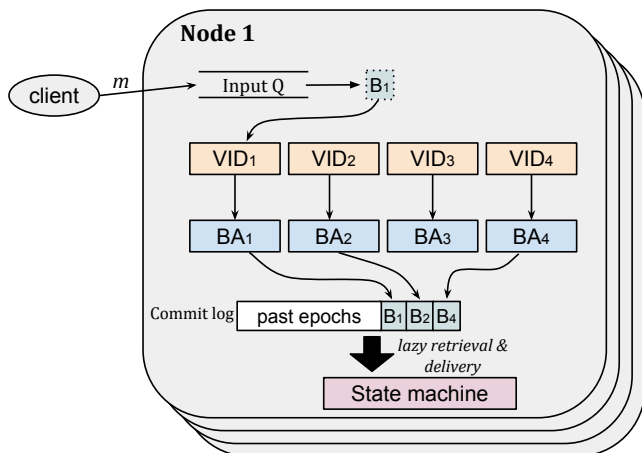 Node 1
client
m
Input Q
B1
VID1 VID2 VID3 VID4
BA1 BA2 BA3 BA4
Commit log past epochs B1 B2 B4
lazy retrieval &
delivery
State machine